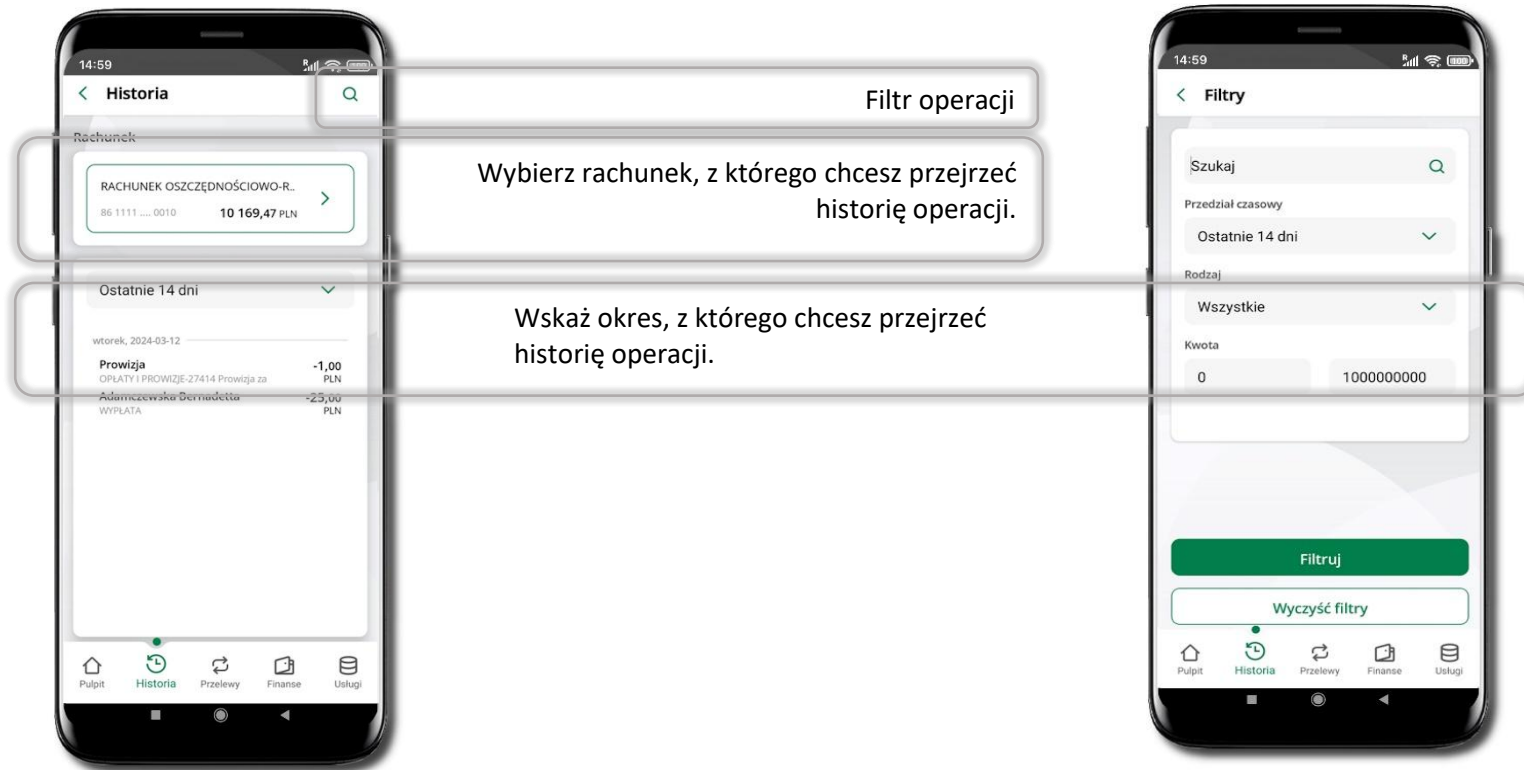 14:59
Historia
Rachunek
RACHUNEK OSZCZĘDNOŚCIOWO-R..
86 1111 .... 0010 10 169,47 PLN
Ostatnie 14 dni
wtorek, 2024-03-12
Prowizja -1,00
OPŁATY I PROWIZJE-27414 Prowizja za PLN
Adamczewska Bernadetta -25,00
WYPŁATA PLN
Pulpit Historia Przelewy Finanse Usługi
Filtr operacji
Wybierz rachunek, z którego chcesz przejrzeć
historię operacji.
Wskaż okres, z którego chcesz przejrzeć
historię operacji.
14:59
Filtry
Szukaj
Przedział czasowy
Ostatnie 14 dni
Rodzaj
Wszystkie
Kwota
0 1000000000
Filtruj
Wyczyść filtry
Pulpit Historia Przelewy Finanse Usługi